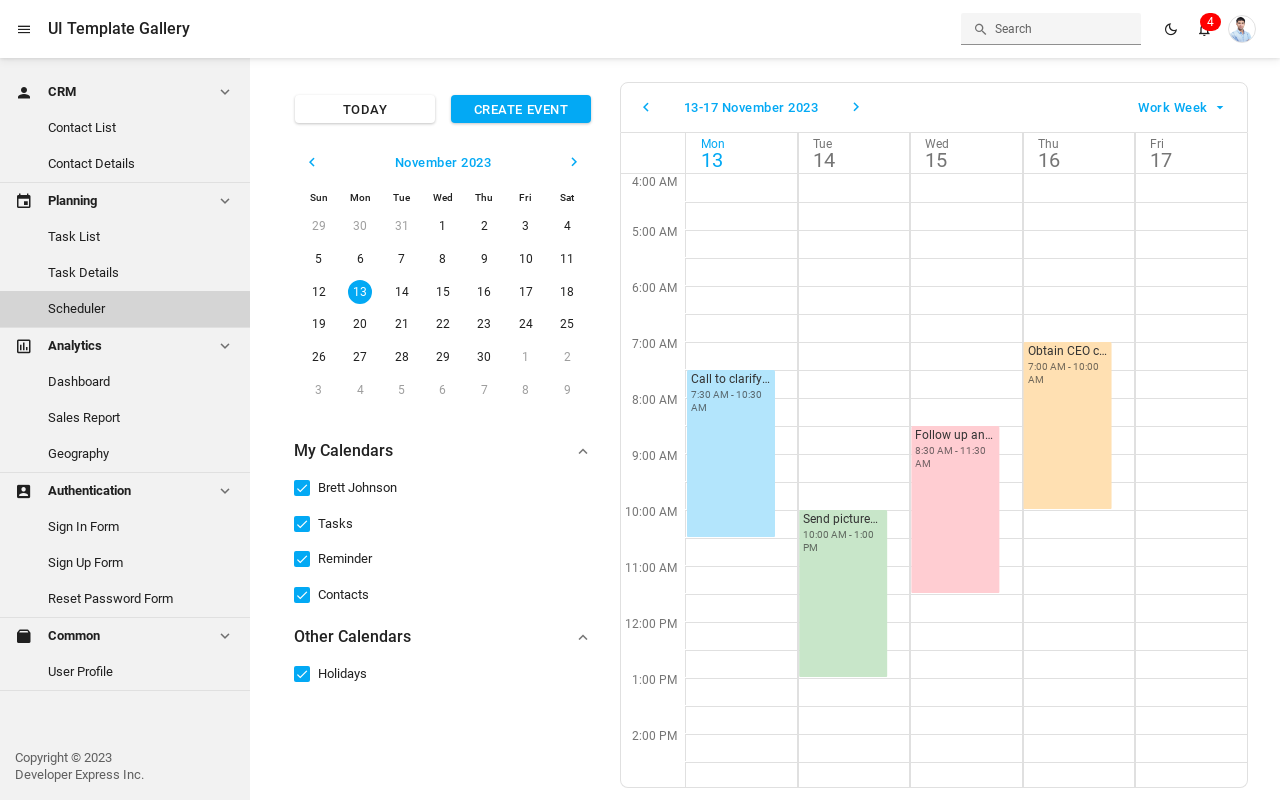 UI Template Gallery
Search
4
CRM
Contact List
Contact Details
Planning
Task List
Task Details
Scheduler
Analytics
Dashboard
Sales Report
Geography
Authentication
Sign In Form
Sign Up Form
Reset Password Form
Common
User Profile
Copyright © 2023
Developer Express Inc.
TODAY
CREATE EVENT
November 2023
Sun Mon Tue Wed Thu Fri Sat
29 30 31 1 2 3 4
5 6 7 8 9 10 11
12 13 14 15 16 17 18
19 20 21 22 23 24 25
26 27 28 29 30 1 2
3 4 5 6 7 8 9
My Calendars
Brett Johnson
Tasks
Reminder
Contacts
Other Calendars
Holidays
13-17 November 2023
Work Week
Mon Tue Wed Thu Fri
13 14 15 16 17
4:00 AM
5:00 AM
6:00 AM
7:00 AM
8:00 AM
9:00 AM
10:00 AM
11:00 AM
12:00 PM
1:00 PM
2:00 PM
Call to clarify...
7:30 AM - 10:30
AM
Send picture...
10:00 AM - 1:00
PM
Follow up an...
8:30 AM - 11:30
AM
Obtain CEO c...
7:00 AM - 10:00
AM